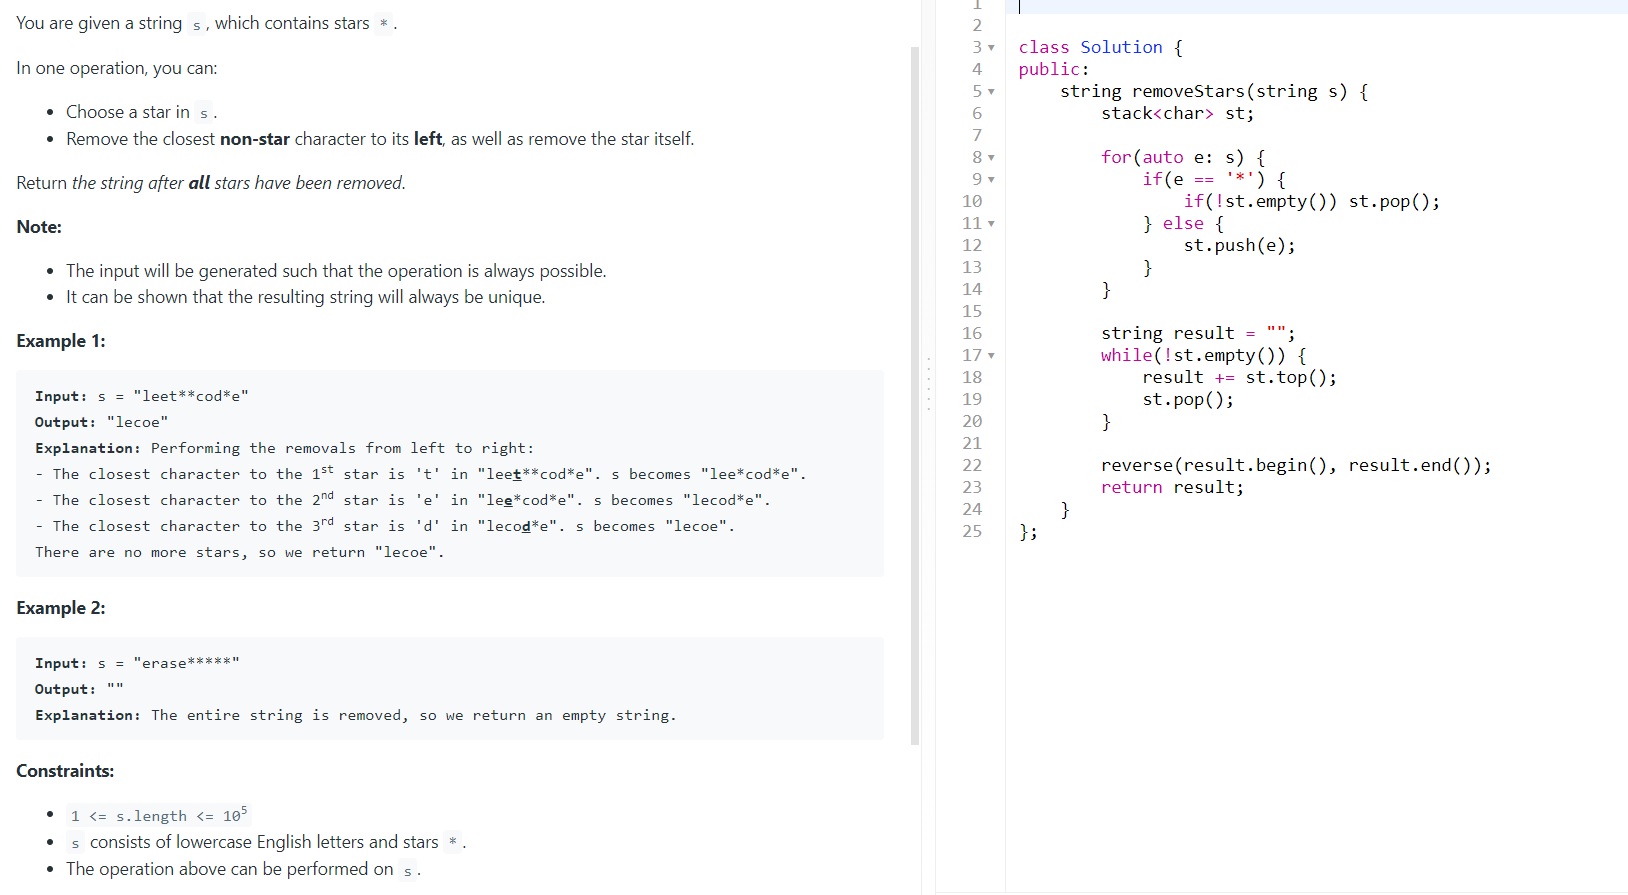 You are given a string s, which contains stars *.
In one operation, you can:
• Choose a star in s.
• Remove the closest non-star character to its left, as well as remove the star itself.
Return the string after all stars have been removed.
Note:
• The input will be generated such that the operation is always possible.
• It can be shown that the resulting string will always be unique.
Example 1:
Input: s = "leet**cod*e"
Output: "lecoe"
Explanation: Performing the removals from left to right:
- The closest character to the 1st star is 't' in "leet**cod*e". s becomes "lee*cod*e".
- The closest character to the 2nd star is 'e' in "lee*cod*e". s becomes "lecod*e".
- The closest character to the 3rd star is 'd' in "lecod*e". s becomes "lecoe".
There are no more stars, so we return "lecoe".
Example 2:
Input: s = "erase*****"
Output: ""
Explanation: The entire string is removed, so we return an empty string.
Constraints:
• 1 <= s.length <= 10^5
• s consists of lowercase English letters and stars *.
• The operation above can be performed on s.
1
2
3 class Solution {
4 public:
5     string removeStars(string s) {
6         stack<char> st;
7
8         for(auto e: s) {
9             if(e == '*') {
10                 if(!st.empty()) st.pop();
11             } else {
12                 st.push(e);
13             }
14         }
15
16         string result = "";
17         while(!st.empty()) {
18             result += st.top();
19             st.pop();
20         }
21
22         reverse(result.begin(), result.end());
23         return result;
24     }
25 };